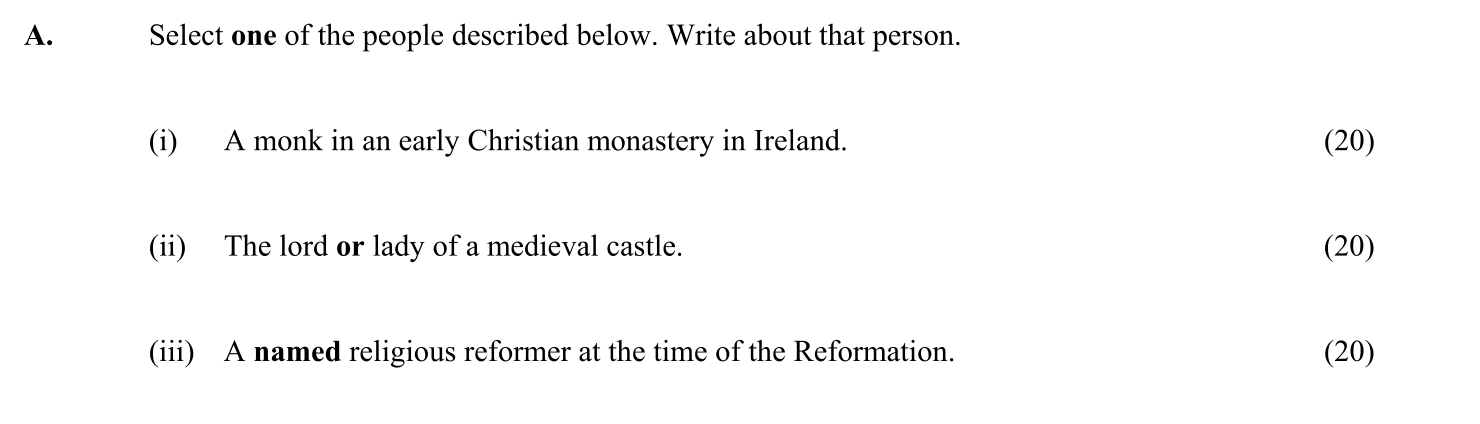 A. Select one of the people described below. Write about that person.
(i) A monk in an early Christian monastery in Ireland. (20)
(ii) The lord or lady of a medieval castle. (20)
(iii) A named religious reformer at the time of the Reformation. (20)